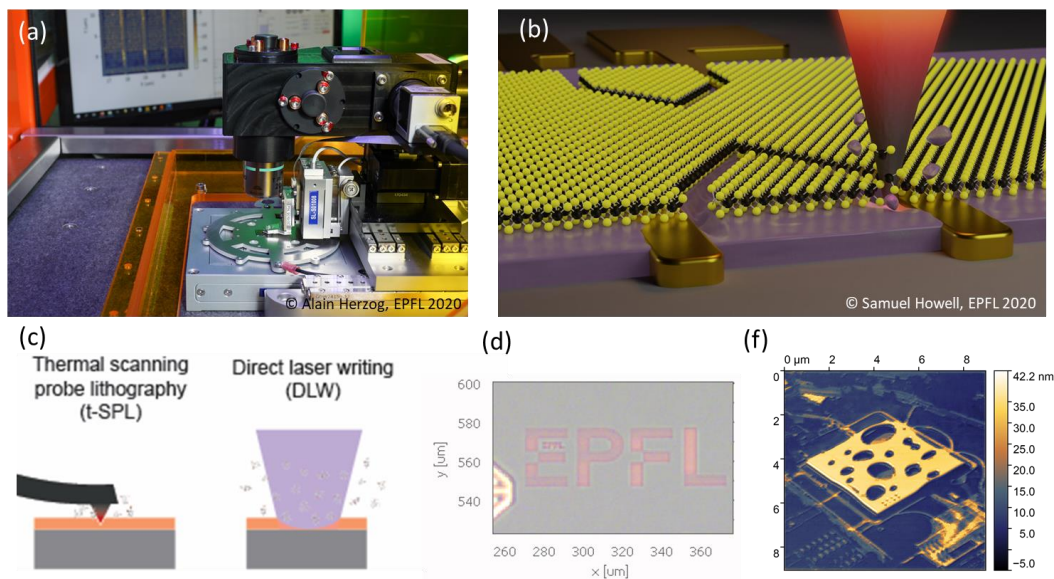 (a)
© Alain Herzog, EPFL 2020
(b)
© Samuel Howell, EPFL 2020
(c)
Thermal scanning
probe lithography
(t-SPL)
Direct laser writing
(DLW)
(d)
600
580
560
540
y [um]
EPFL
EPFL
260 280 300 320 340 360
x [um]
(f)
0 µm 2 4 6 8
0
2
4
6
8
42.2 nm
35.0
30.0
25.0
20.0
15.0
10.0
5.0
−5.0